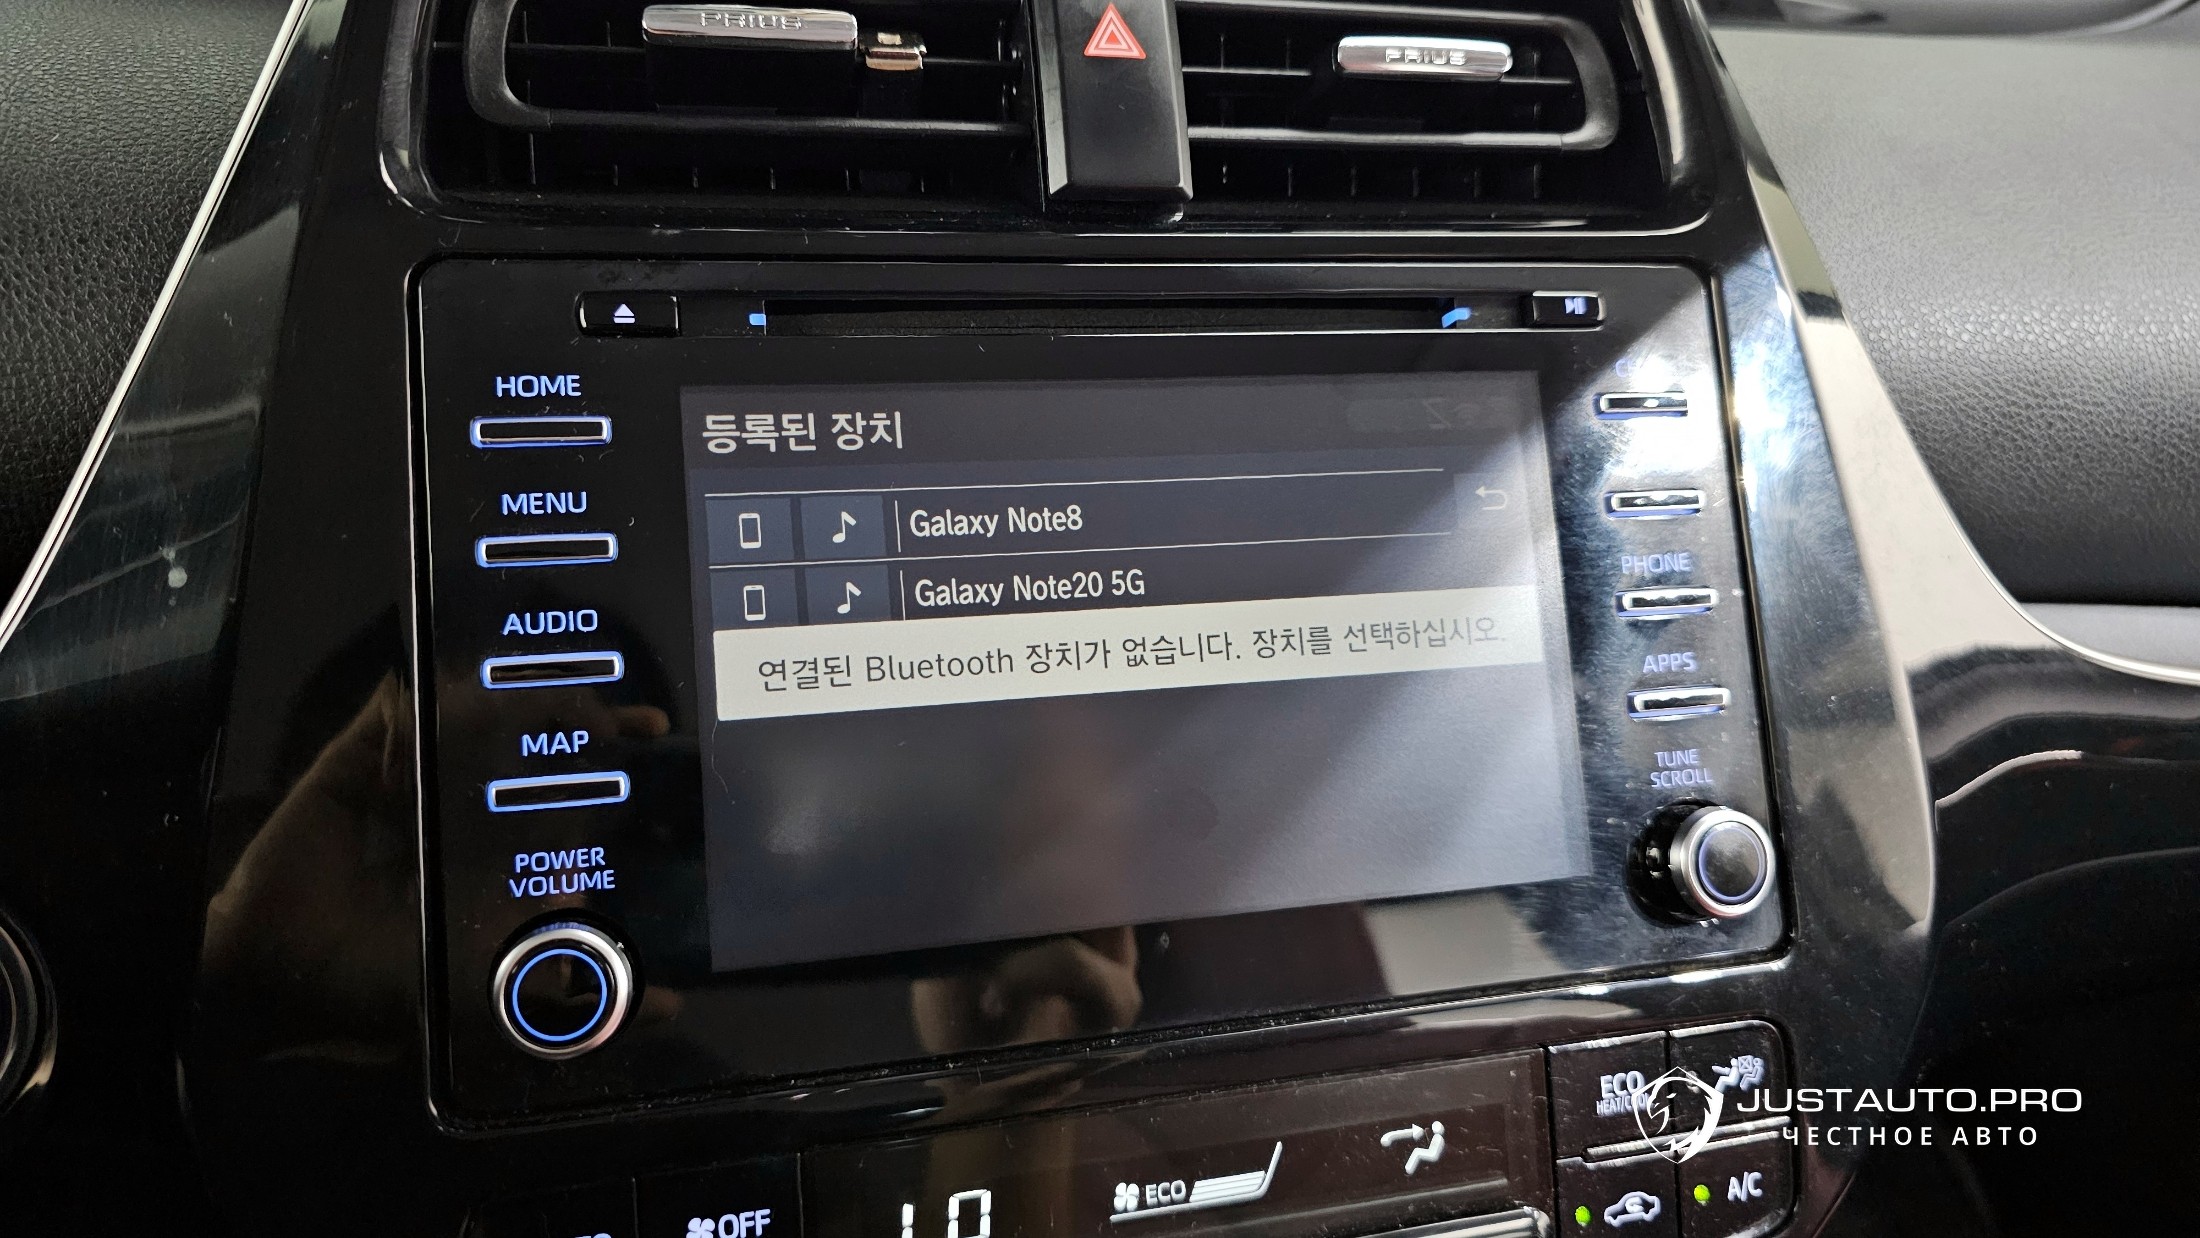 PRIUS
PRIUS
HOME
MENU
AUDIO
MAP
POWER
VOLUME
등록된 장치
Galaxy Note8
Galaxy Note20 5G
연결된 Bluetooth 장치가 없습니다. 장치를 선택하십시오.
PHONE
APPS
TUNE
SCROLL
ECO
HEAT/COOL
OFF
ECO
A/C
JUSTAUTO.PRO
ЧЕСТНОЕ АВТО